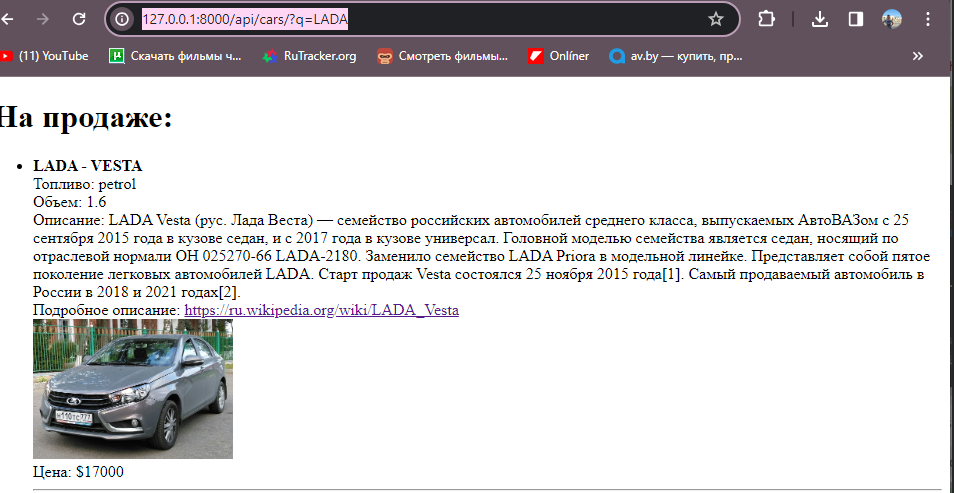 127.0.0.1:8000/api/cars/?q=LADA
(11) YouTube Скачать фильмы ч... RuTracker.org Смотреть фильмы... Onlíner av.by — купить, пр...
На продаже:
LADA - VESTA
Топливо: petrol
Объем: 1.6
Описание: LADA Vesta (рус. Лада Веста) — семейство российских автомобилей среднего класса, выпускаемых АвтоВАЗом с 25
сентября 2015 года в кузове седан, и с 2017 года в кузове универсал. Головной моделью семейства является седан, носящий по
отраслевой нормали ОН 025270-66 LADA-2180. Заменило семейство LADA Priora в модельной линейке. Представляет собой пятое
поколение легковых автомобилей LADA. Старт продаж Vesta состоялся 25 ноября 2015 года[1]. Самый продаваемый автомобиль в
России в 2018 и 2021 годах[2].
Подробное описание: https://ru.wikipedia.org/wiki/LADA_Vesta
Цена: $17000